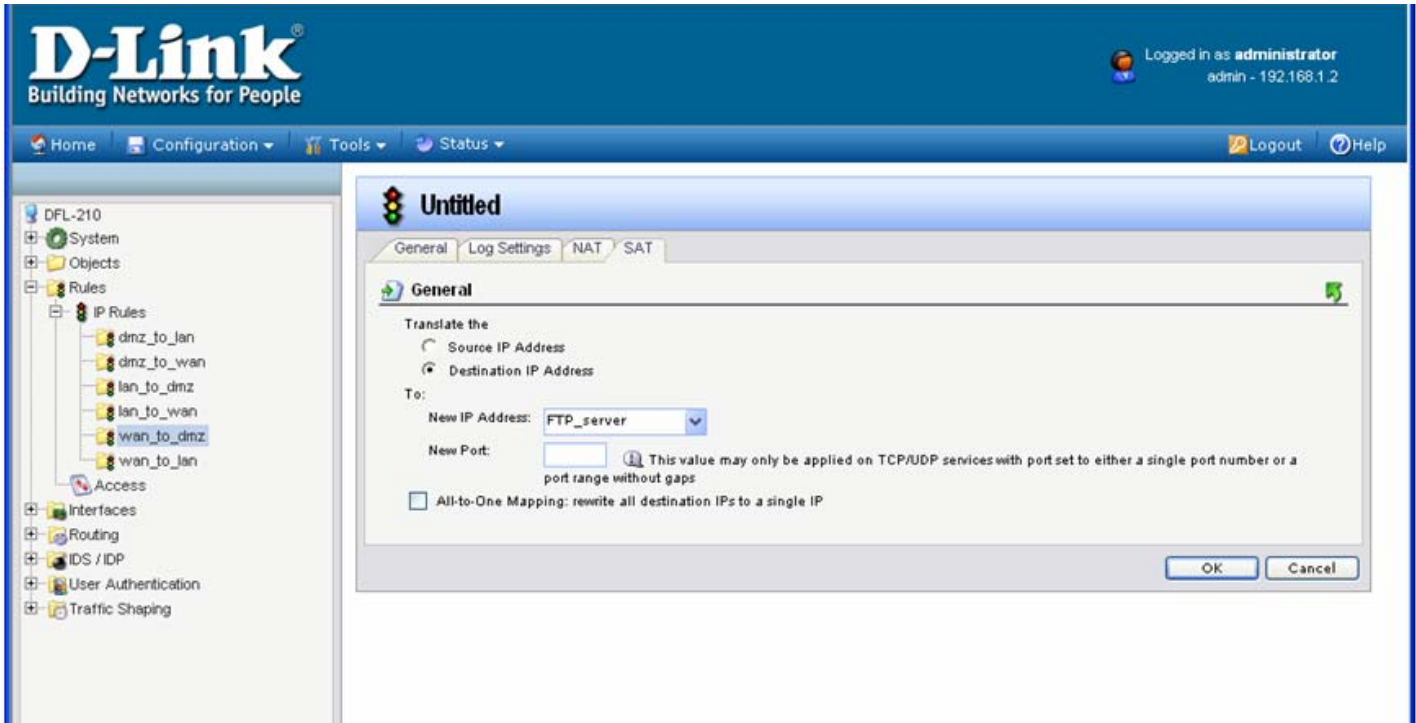 D-Link®
Building Networks for People
Logged in as administrator
admin - 192.168.1.2
Home Configuration Tools Status Logout Help
DFL-210
System
Objects
Rules
IP Rules
dmz_to_lan
dmz_to_wan
lan_to_dmz
lan_to_wan
wan_to_dmz
wan_to_lan
Access
Interfaces
Routing
IDS / IDP
User Authentication
Traffic Shaping
Untitled
General Log Settings NAT SAT
General
Translate the
Source IP Address
Destination IP Address
To:
New IP Address: FTP_server
New Port: This value may only be applied on TCP/UDP services with port set to either a single port number or a
port range without gaps
All-to-One Mapping: rewrite all destination IPs to a single IP
OK Cancel